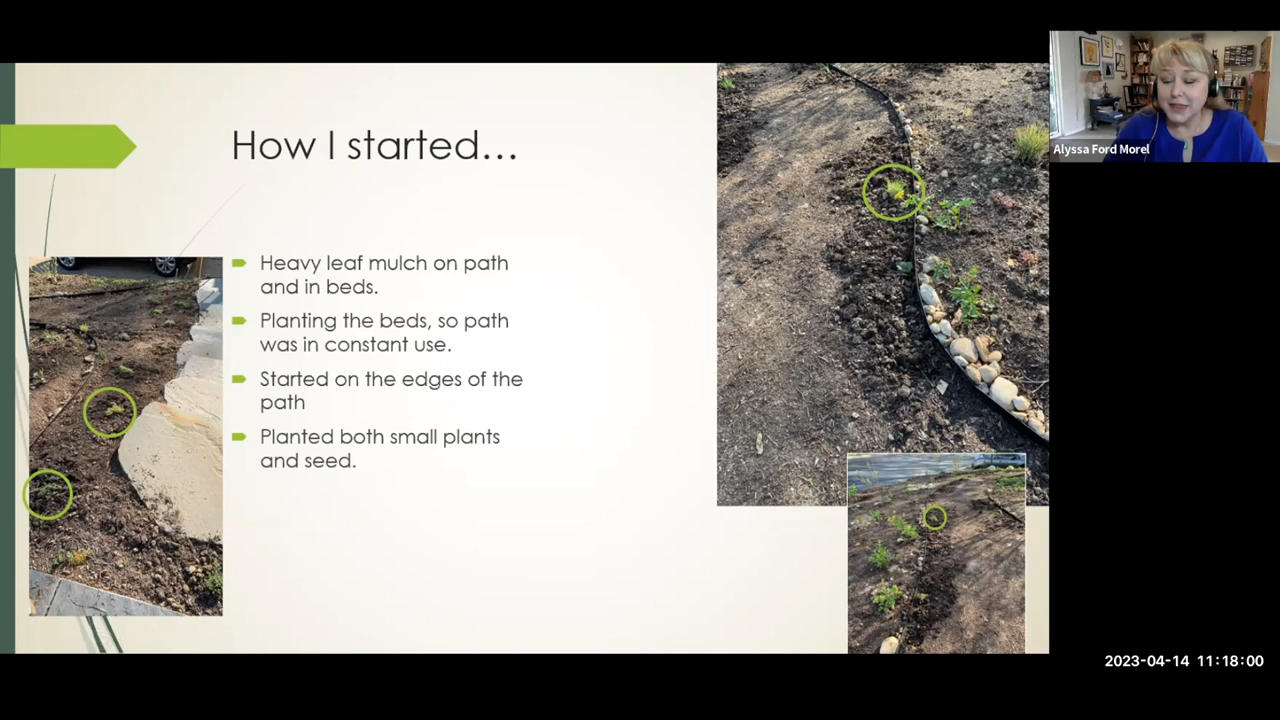 How I started...
Heavy leaf mulch on path
and in beds.
Planting the beds, so path
was in constant use.
Started on the edges of the
path
Planted both small plants
and seed.
Alyssa Ford Morel
2023-04-14 11:18:00